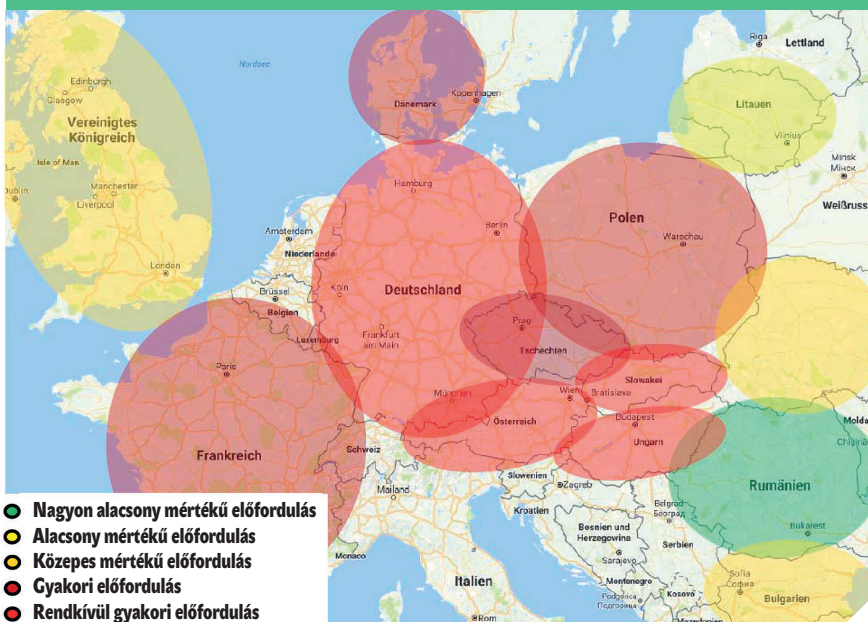 Riga
Lettland
Nordsee
Edinburgh
Glasgow
Kopenhagen
Dänemark
Litauen
Vereinigtes
Königreich
Vilnius
Isle of Man
Minsk
Мінск
Manchester
Liverpool
Hamburg
Weißruss
Dublin
Polen
Amsterdam
Berlin
Warschau
Niederlande
London
Brüssel
Köln
Deutschland
Belgien
Prag
Frankfurt
am Main
Luxemburg
Tschechien
Paris
Slowakei
München
Wien
Bratislava
Österreich
Budapest
Molda
Frankreich
Schweiz
Ungarn
Chișină
Slowenien
Mailand
Zagreb
Rumänien
Kroatien
Belgrad
Београд
Bosnien und
Herzegowina
Bukarest
Serbien
Monaco
Sarajevo
Italien
Montenegro
Sofia
София
Kosovo
Podgorica
Подгорица
Bulgarien
Rom
Mazedonien
Nagyon alacsony mértékű előfordulás
Alacsony mértékű előfordulás
Közepes mértékű előfordulás
Gyakori előfordulás
Rendkívül gyakori előfordulás